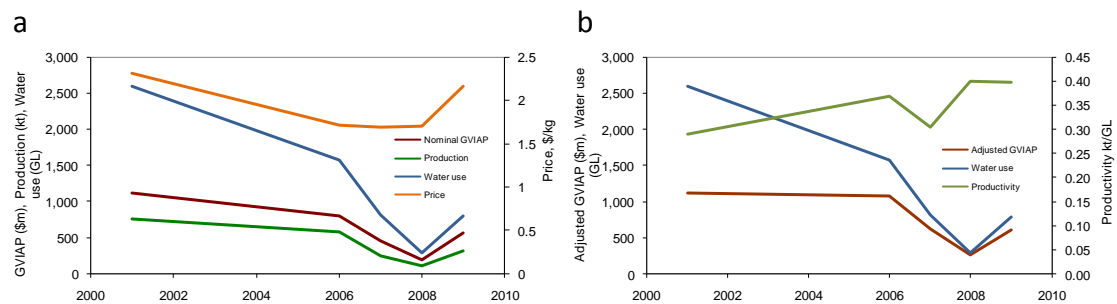 a
GVIAP ($m), Production (kt), Water
use (GL)
3,000
2,500
2,000
1,500
1,000
500
0
2000
2002
2004
2006
2008
2010
2.5
2
1.5
1
0.5
0
Price, $/kg
Nominal GVIAP
Production
Water use
Price
b
Adjusted GVIAP ($m), Water use
(GL)
3,000
2,500
2,000
1,500
1,000
500
0
2000
2002
2004
2006
2008
2010
0.45
0.40
0.35
0.30
0.25
0.20
0.15
0.10
0.05
0.00
Productivity kt/GL
Adjusted GVIAP
Water use
Productivity